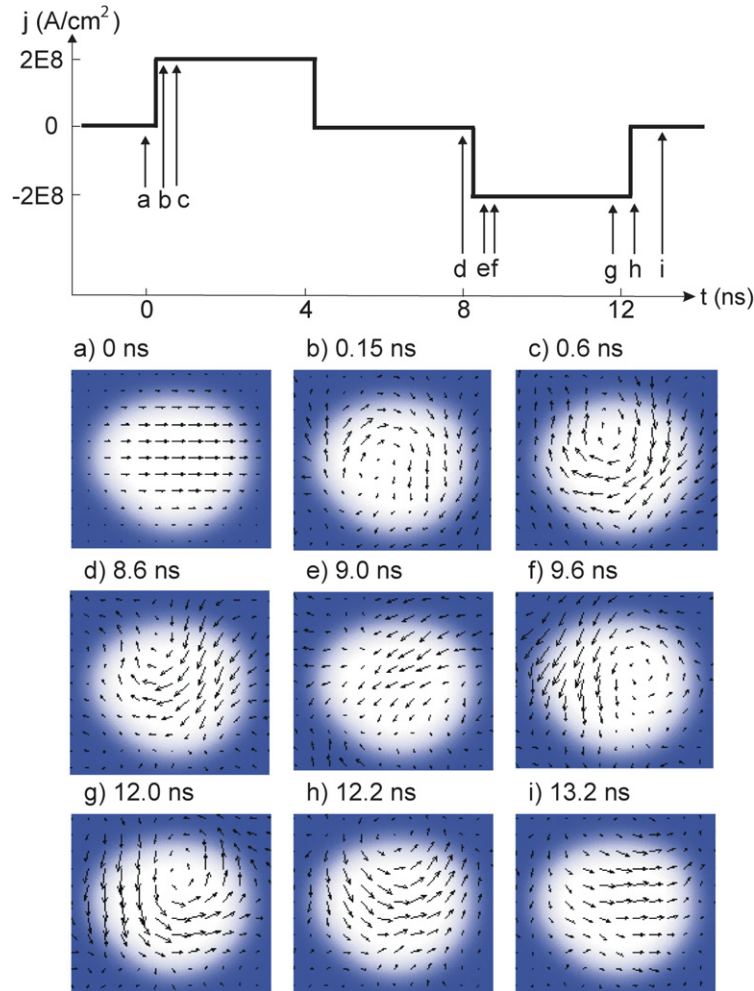 j (A/cm²)
2E8
0
-2E8
a b c
d ef g h i
0 4 8 12 t (ns)
a) 0 ns b) 0.15 ns c) 0.6 ns
d) 8.6 ns e) 9.0 ns f) 9.6 ns
g) 12.0 ns h) 12.2 ns i) 13.2 ns